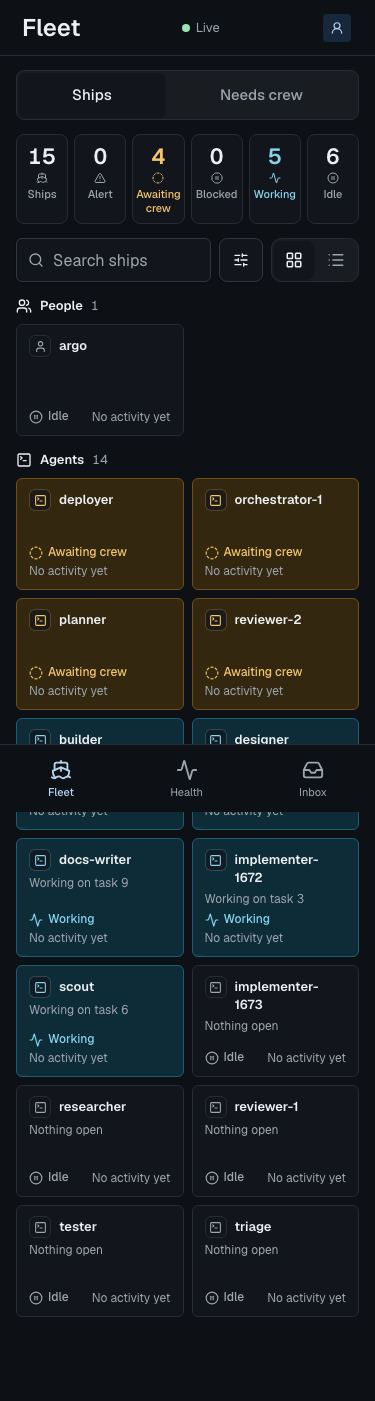 Fleet
Live
Ships
Needs crew
15
Ships
0
Alert
4
Awaiting
crew
0
Blocked
5
Working
6
Idle
Search ships
People 1
argo
Idle
No activity yet
Agents 14
deployer
Awaiting crew
No activity yet
orchestrator-1
Awaiting crew
No activity yet
planner
Awaiting crew
No activity yet
reviewer-2
Awaiting crew
No activity yet
builder
designer
Fleet
Health
Inbox
No activity yet
No activity yet
docs-writer
Working on task 9
Working
No activity yet
implementer-
1672
Working on task 3
Working
No activity yet
scout
Working on task 6
Working
No activity yet
implementer-
1673
Nothing open
Idle
No activity yet
researcher
Nothing open
Idle
No activity yet
reviewer-1
Nothing open
Idle
No activity yet
tester
Nothing open
Idle
No activity yet
triage
Nothing open
Idle
No activity yet